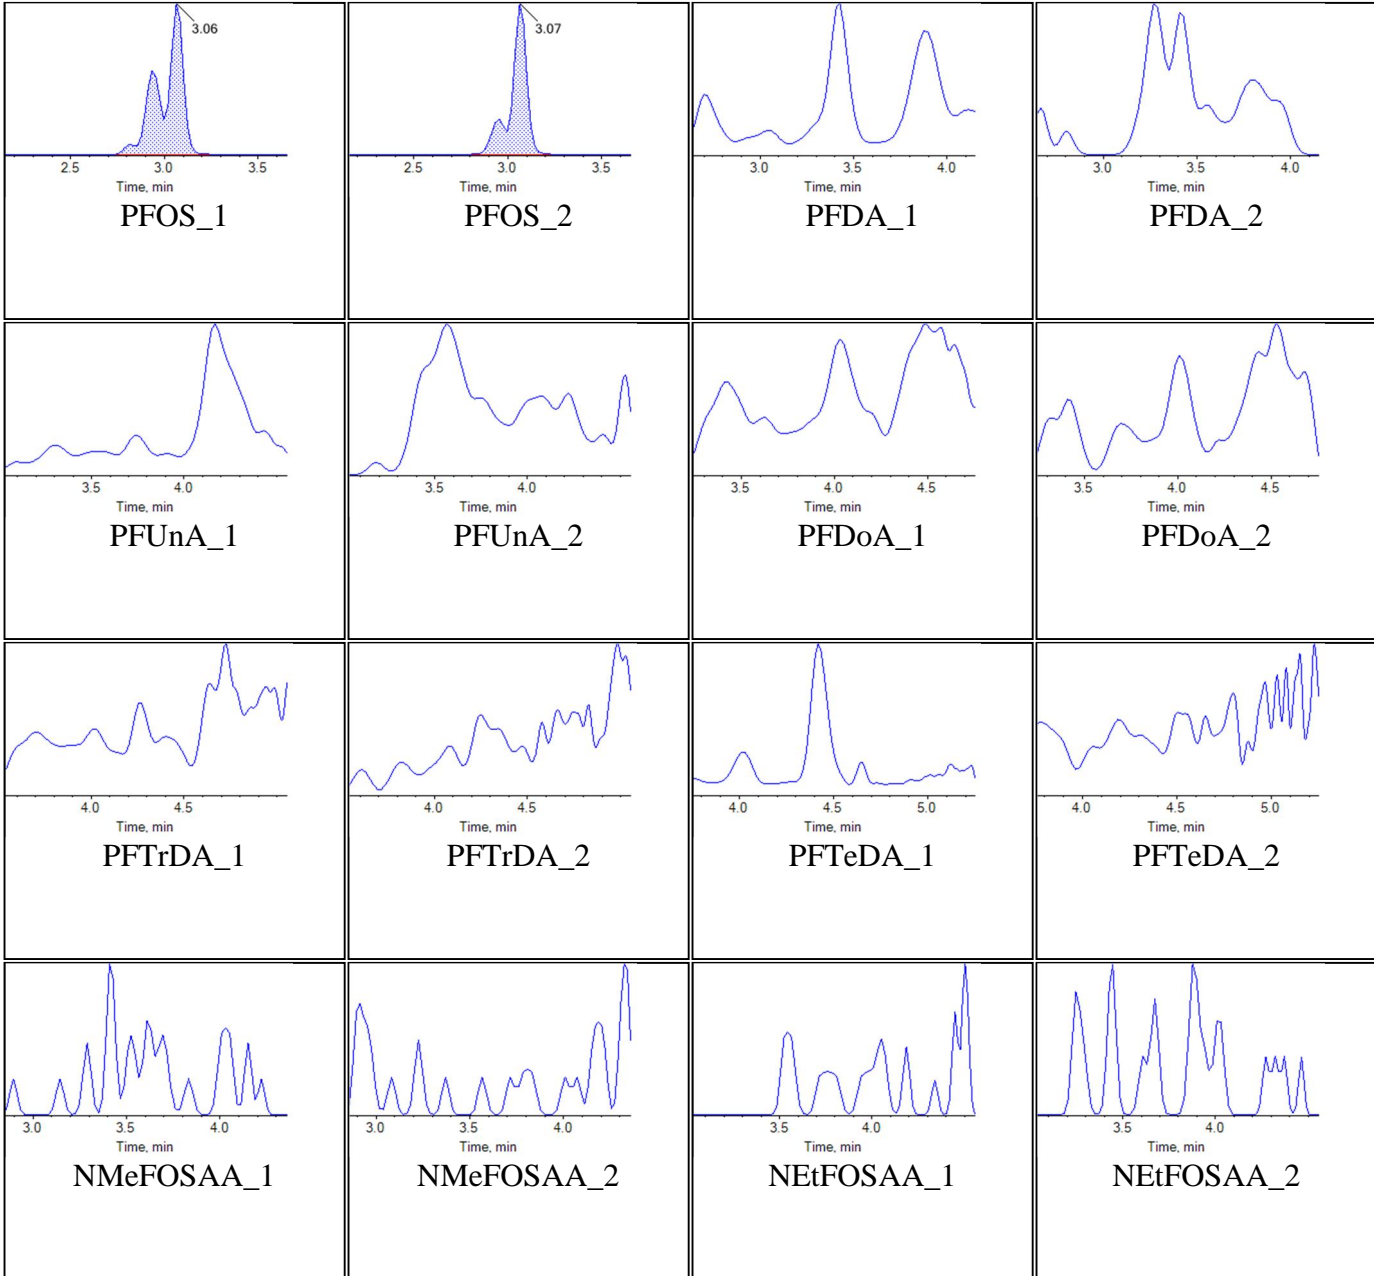 3.06
2.5 3.0 3.5
Time, min
PFOS_1
3.07
2.5 3.0 3.5
Time, min
PFOS_2
3.0 3.5 4.0
Time, min
PFDA_1
3.0 3.5 4.0
Time, min
PFDA_2
3.5 4.0
Time, min
PFUnA_1
3.5 4.0
Time, min
PFUnA_2
3.5 4.0 4.5
Time, min
PFDoA_1
3.5 4.0 4.5
Time, min
PFDoA_2
4.0 4.5
Time, min
PFTrDA_1
4.0 4.5
Time, min
PFTrDA_2
4.0 4.5 5.0
Time, min
PFTeDA_1
4.0 4.5 5.0
Time, min
PFTeDA_2
3.0 3.5 4.0
Time, min
NMeFOSAA_1
3.0 3.5 4.0
Time, min
NMeFOSAA_2
3.5 4.0
Time, min
NEtFOSAA_1
3.5 4.0
Time, min
NEtFOSAA_2